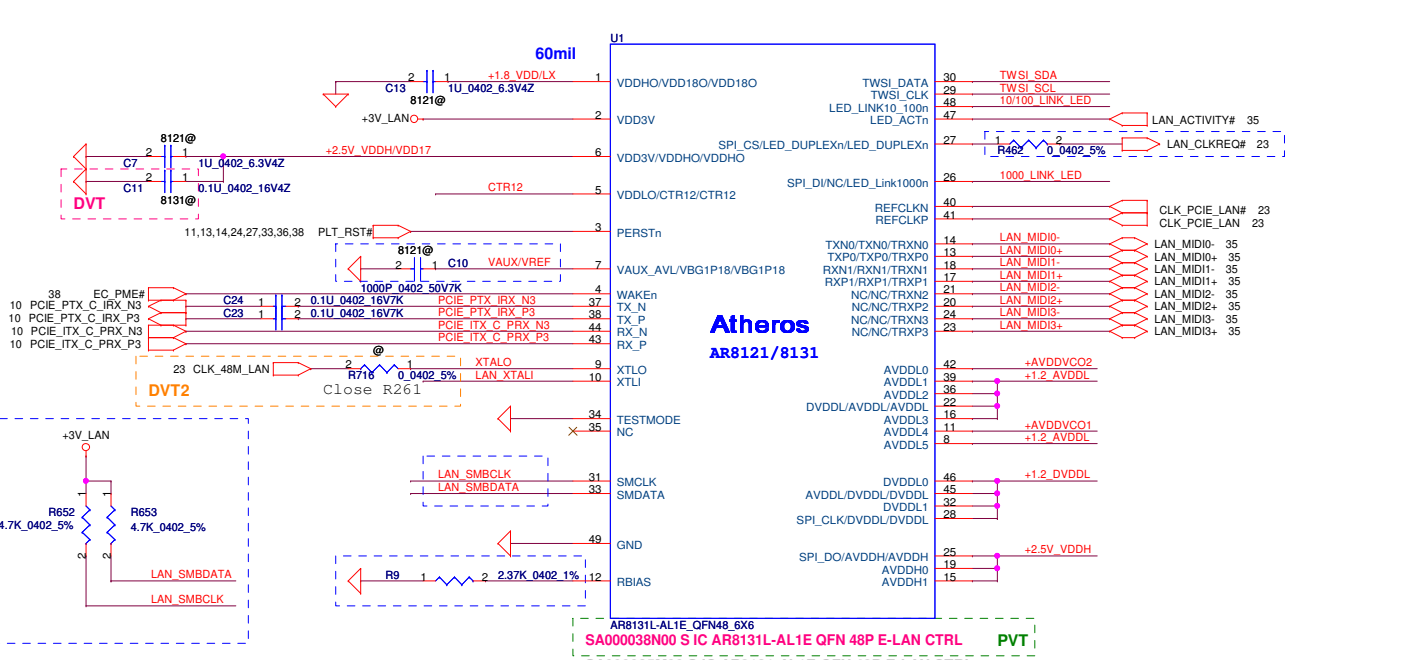 U1
60mil
2 1 +1.8_VDD/LX 1 VDDHO/VDD18O/VDD18O TWSI_DATA 30 TWSI_SDA
C13 1U_0402_6.3V4Z TWSI_CLK 29 TWSI_SCL
8121@ LED_LINK10_100n 48 10/100_LINK_LED
+3V_LAN 2 VDD3V LED_ACTn 47 LAN_ACTIVITY# 35
8121@ SPI_CS/LED_DUPLEXn/LED_DUPLEXn 27 1 2 LAN_CLKREQ# 23
R462 0_0402_5%
2 1 +2.5V_VDDH/VDD17 6 VDD3V/VDDHO/VDDHO
C7 1U_0402_6.3V4Z
2 1 SPI_DI/NC/LED_Link1000n 26 1000_LINK_LED
C11 0.1U_0402_16V4Z CTR12 5 VDDLO/CTR12/CTR12
DVT 8131@
REFCLKN 40 CLK_PCIE_LAN# 23
REFCLKP 41 CLK_PCIE_LAN 23
11,13,14,24,27,33,36,38 PLT_RST# 3 PERSTn
8121@ TXN0/TXN0/TRXN0 14 LAN_MIDI0- LAN_MIDI0- 35
TXP0/TXP0/TRXP0 13 LAN_MIDI0+ LAN_MIDI0+ 35
2 1 C10 VAUX/VREF 7 VAUX_AVL/VBG1P18/VBG1P18 RXN1/RXN1/TRXN1 18 LAN_MIDI1- LAN_MIDI1- 35
1000P_0402_50V7K RXP1/RXP1/TRXP1 17 LAN_MIDI1+ LAN_MIDI1+ 35
38 EC_PME# 4 WAKEn NC/NC/TRXN2 21 LAN_MIDI2- LAN_MIDI2- 35
10 PCIE_PTX_C_IRX_N3 C24 1 2 0.1U_0402_16V7K PCIE_PTX_IRX_N3 37 TX_N NC/NC/TRXP2 20 LAN_MIDI2+ LAN_MIDI2+ 35
10 PCIE_PTX_C_IRX_P3 C23 1 2 0.1U_0402_16V7K PCIE_PTX_IRX_P3 38 TX_P NC/NC/TRXN3 24 LAN_MIDI3- LAN_MIDI3- 35
10 PCIE_ITX_C_PRX_N3 PCIE_ITX_C_PRX_N3 44 RX_N NC/NC/TRXP3 23 LAN_MIDI3+ LAN_MIDI3+ 35
10 PCIE_ITX_C_PRX_P3 PCIE_ITX_C_PRX_P3 43 RX_P
Atheros
AR8121/8131
@
23 CLK_48M_LAN 2 1 XTALO 9 XTLO AVDDL0 42 +AVDDVCO2
R716 0_0402_5% LAN_XTALI 10 XTLI AVDDL1 39 +1.2_AVDDL
DVT2 Close R261 AVDDL2 36
DVDDL/AVDDL/AVDDL 22
34 TESTMODE AVDDL3 16
35 NC AVDDL4 11 +AVDDVCO1
+3V_LAN AVDDL5 8 +1.2_AVDDL
LAN_SMBCLK 31 SMCLK DVDDL0 46 +1.2_DVDDL
LAN_SMBDATA 33 SMDATA AVDDL/DVDDL/DVDDL 45
1 1 DVDDL1 32
R652 R653 SPI_CLK/DVDDL/DVDDL 28
4.7K_0402_5% 4.7K_0402_5%
49 GND
2 2 SPI_DO/AVDDH/AVDDH 25 +2.5V_VDDH
AVDDH0 19
LAN_SMBDATA R9 1 2 2.37K_0402_1% 12 RBIAS AVDDH1 15
LAN_SMBCLK
AR8131L-AL1E_QFN48_6X6
SA000038N00 S IC AR8131L-AL1E QFN 48P E-LAN CTRL PVT